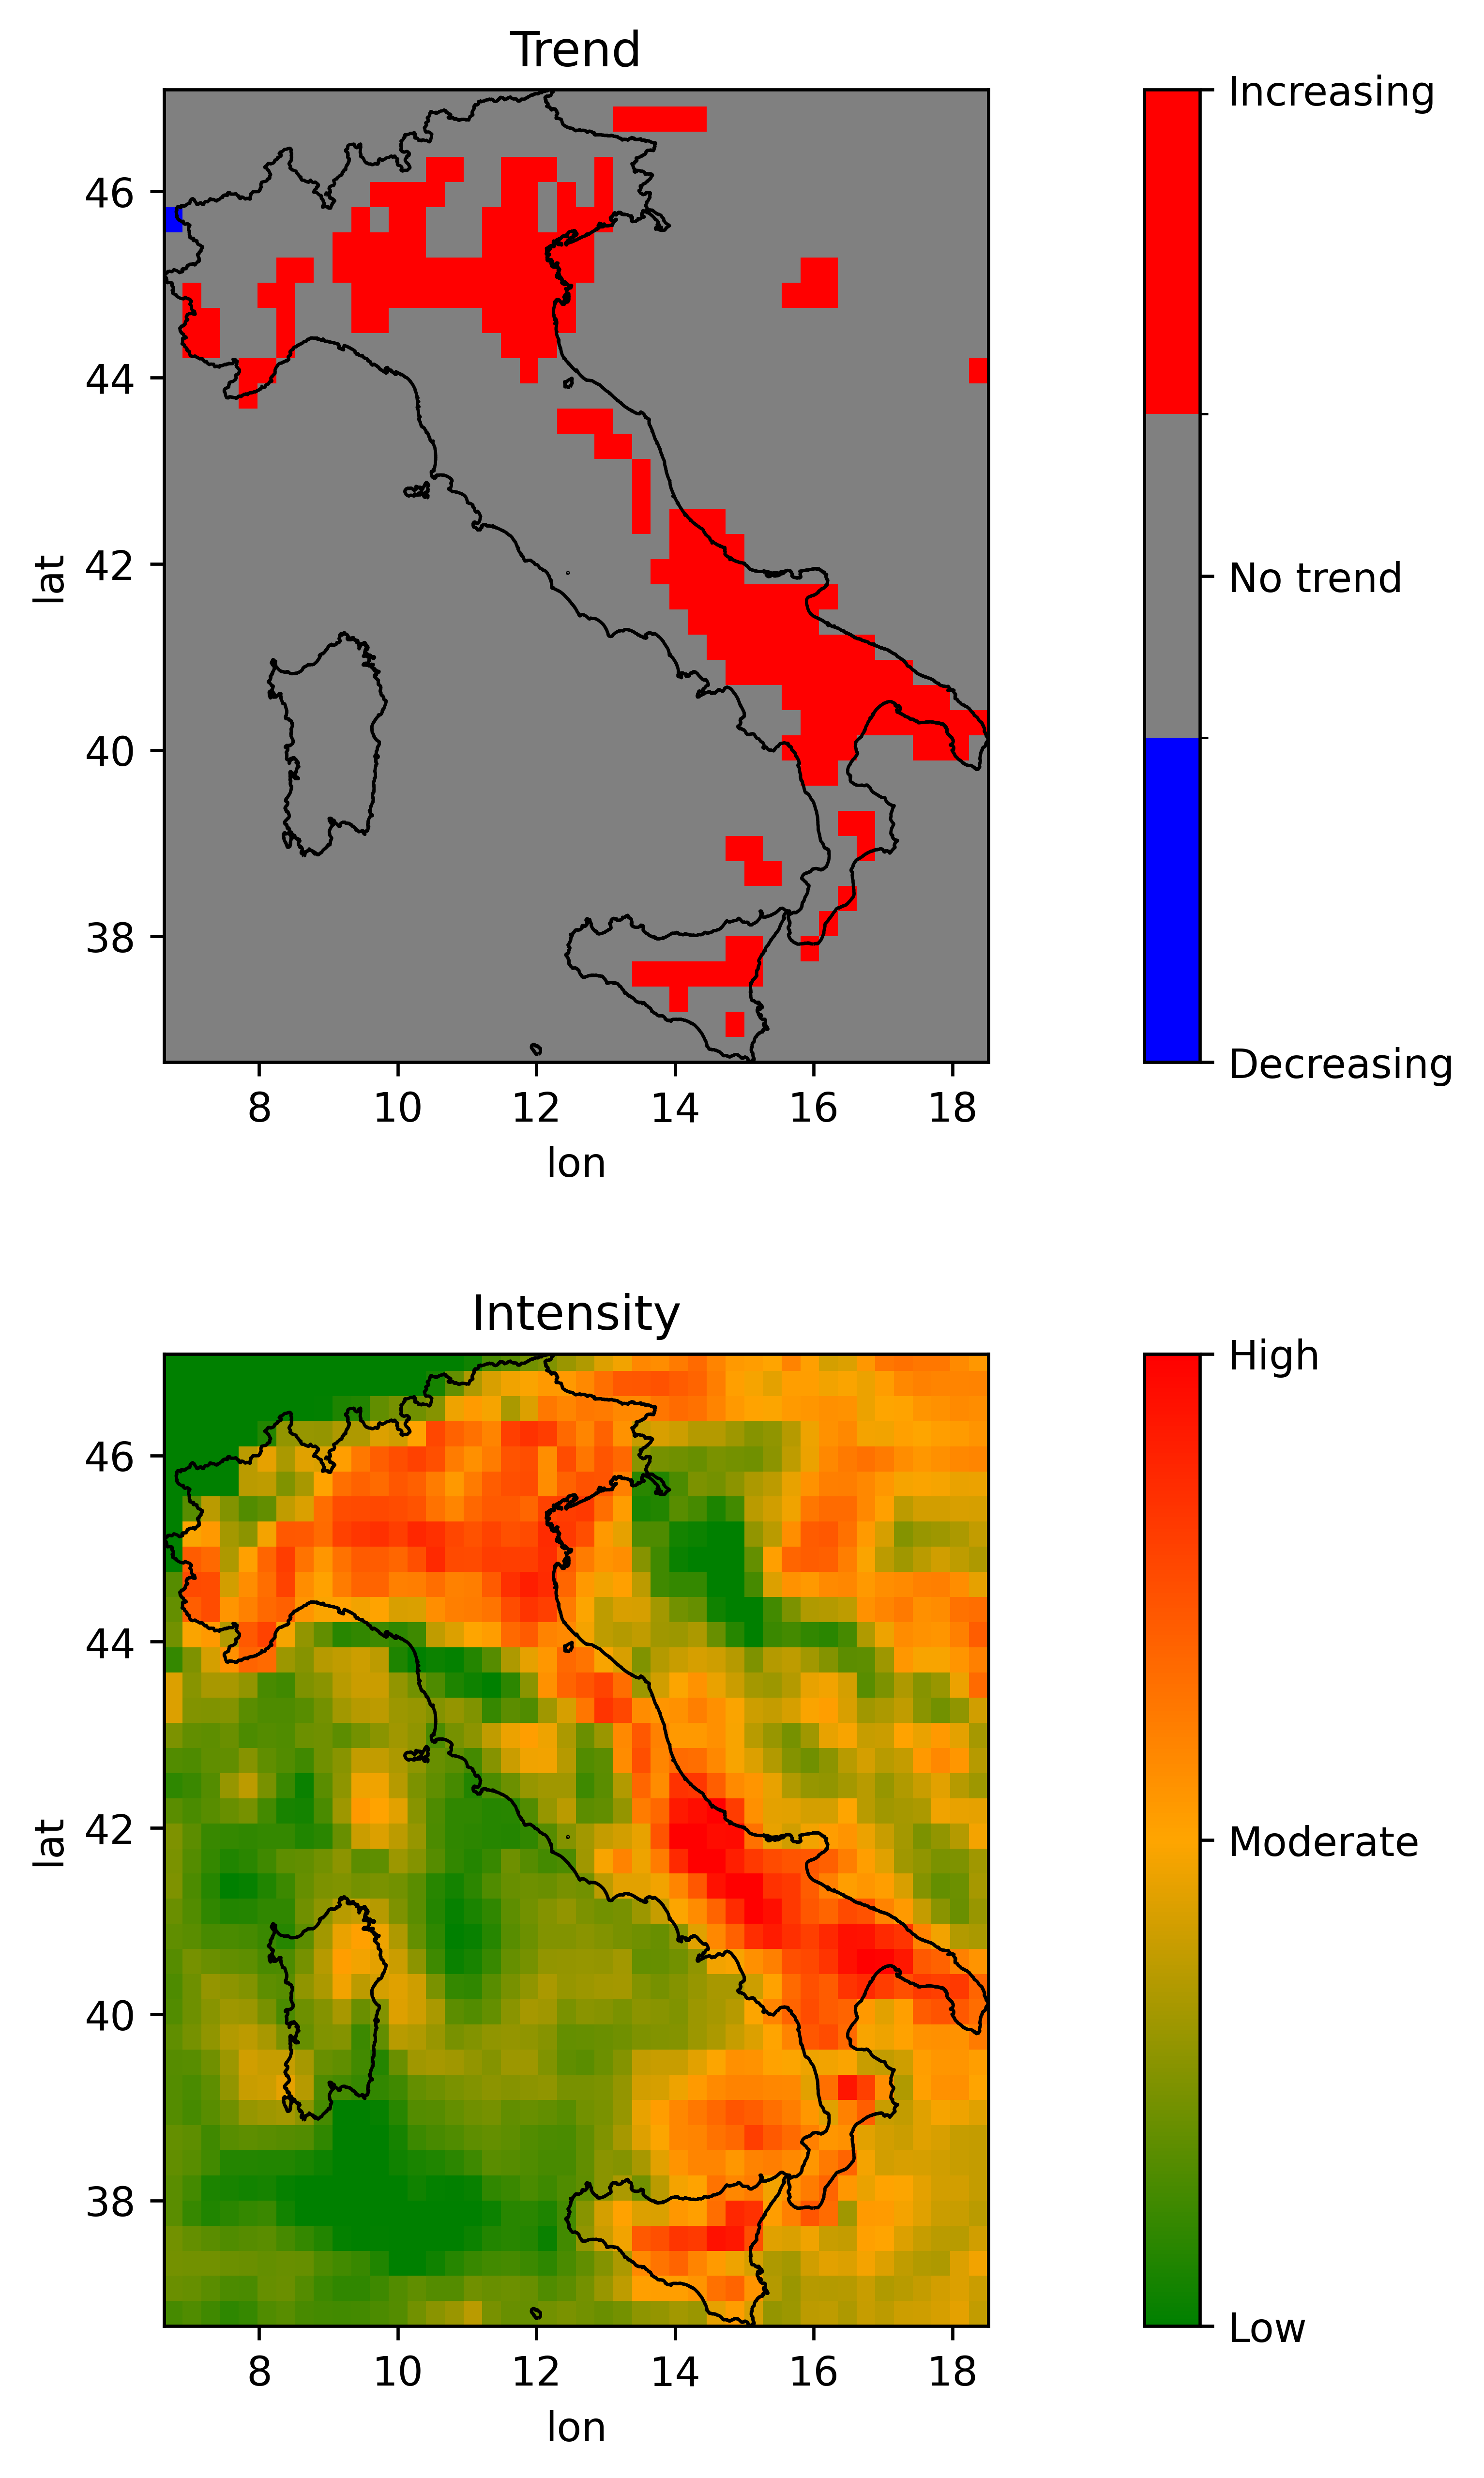 Trend
Increasing
46
44
No trend
42
lat
40
38
Decreasing
8 10 12 14 16 18
lon
Intensity
High
46
44
Moderate
42
lat
40
38
Low
8 10 12 14 16 18
lon